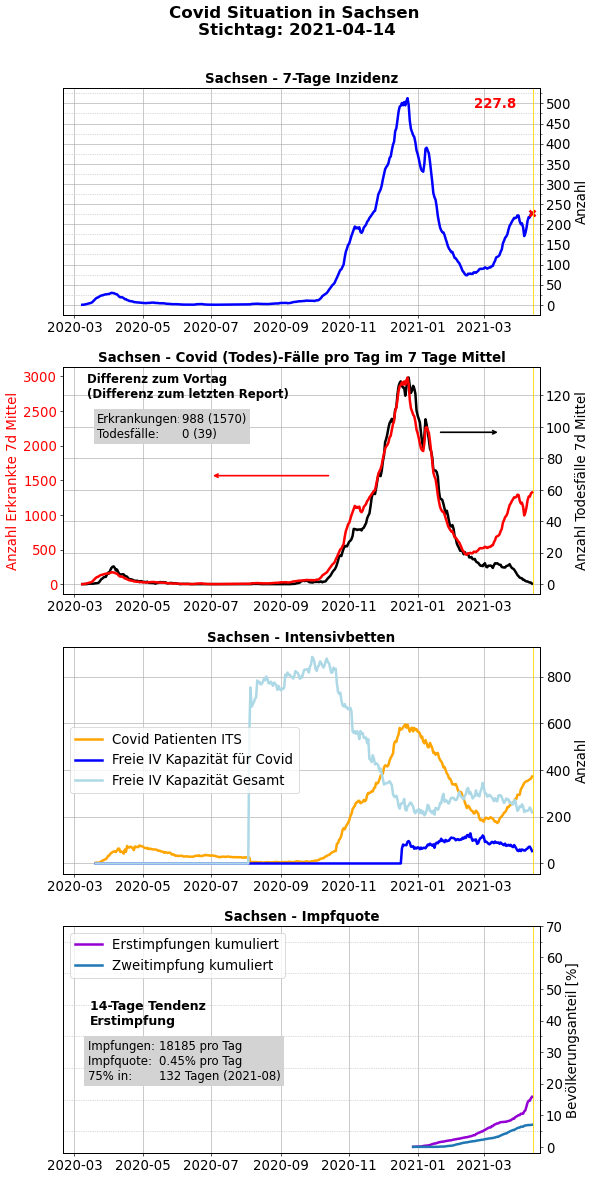 Covid Situation in Sachsen
Stichtag: 2021-04-14
Sachsen - 7-Tage Inzidenz
227.8
500
450
400
350
300
250
200
150
100
50
0
Anzahl
2020-03 2020-05 2020-07 2020-09 2020-11 2021-01 2021-03
Sachsen - Covid (Todes)-Fälle pro Tag im 7 Tage Mittel
Anzahl Erkrankte 7d Mittel
3000
2500
2000
1500
1000
500
0
Differenz zum Vortag
(Differenz zum letzten Report)
Erkrankungen: 988 (1570)
Todesfälle: 0 (39)
120
100
80
60
40
20
0
Anzahl Todesfälle 7d Mittel
2020-03 2020-05 2020-07 2020-09 2020-11 2021-01 2021-03
Sachsen - Intensivbetten
Covid Patienten ITS
Freie IV Kapazität für Covid
Freie IV Kapazität Gesamt
800
600
400
200
0
Anzahl
2020-03 2020-05 2020-07 2020-09 2020-11 2021-01 2021-03
Sachsen - Impfquote
Erstimpfungen kumuliert
Zweitimpfung kumuliert
14-Tage Tendenz
Erstimpfung
Impfungen: 18185 pro Tag
Impfquote: 0.45% pro Tag
75% in: 132 Tagen (2021-08)
70
60
50
40
30
20
10
0
Bevölkerungsanteil [%]
2020-03 2020-05 2020-07 2020-09 2020-11 2021-01 2021-03